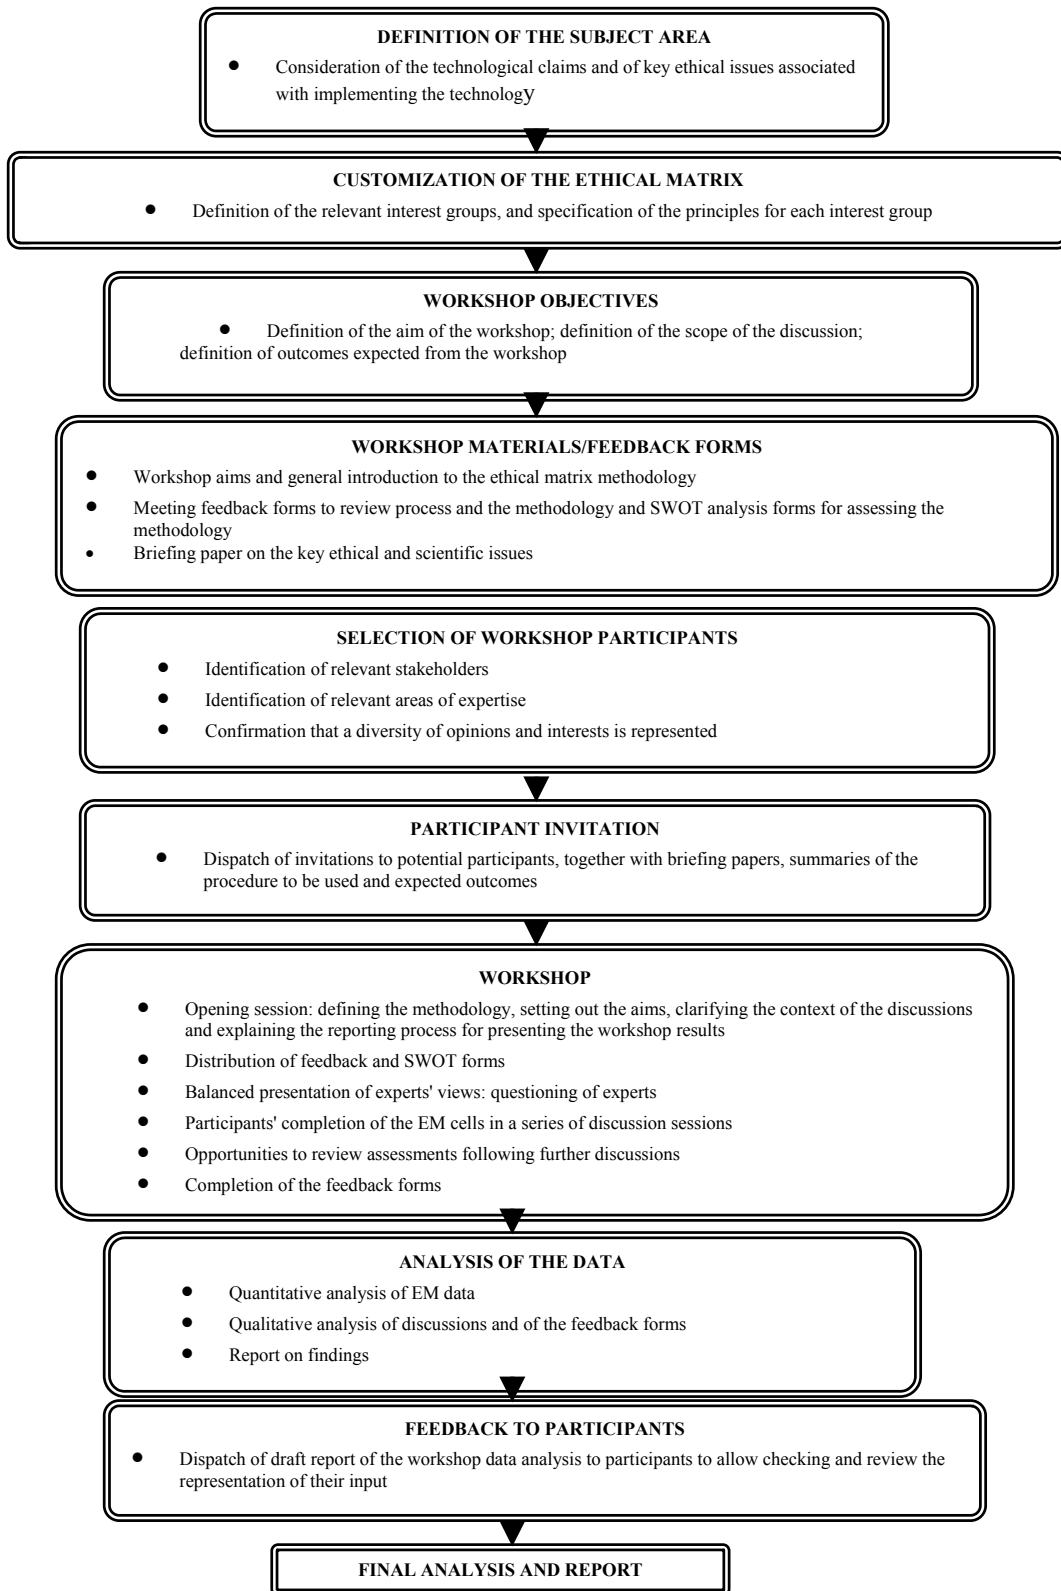 DEFINITION OF THE SUBJECT AREA
● Consideration of the technological claims and of key ethical issues associated
with implementing the technology
CUSTOMIZATION OF THE ETHICAL MATRIX
● Definition of the relevant interest groups, and specification of the principles for each interest group
WORKSHOP OBJECTIVES
● Definition of the aim of the workshop; definition of the scope of the discussion;
definition of outcomes expected from the workshop
WORKSHOP MATERIALS/FEEDBACK FORMS
● Workshop aims and general introduction to the ethical matrix methodology
● Meeting feedback forms to review process and the methodology and SWOT analysis forms for assessing the
methodology
● Briefing paper on the key ethical and scientific issues
SELECTION OF WORKSHOP PARTICIPANTS
● Identification of relevant stakeholders
● Identification of relevant areas of expertise
● Confirmation that a diversity of opinions and interests is represented
PARTICIPANT INVITATION
● Dispatch of invitations to potential participants, together with briefing papers, summaries of the
procedure to be used and expected outcomes
WORKSHOP
● Opening session: defining the methodology, setting out the aims, clarifying the context of the discussions
and explaining the reporting process for presenting the workshop results
● Distribution of feedback and SWOT forms
● Balanced presentation of experts' views: questioning of experts
● Participants' completion of the EM cells in a series of discussion sessions
● Opportunities to review assessments following further discussions
● Completion of the feedback forms
ANALYSIS OF THE DATA
● Quantitative analysis of EM data
● Qualitative analysis of discussions and of the feedback forms
● Report on findings
FEEDBACK TO PARTICIPANTS
● Dispatch of draft report of the workshop data analysis to participants to allow checking and review the
representation of their input
FINAL ANALYSIS AND REPORT